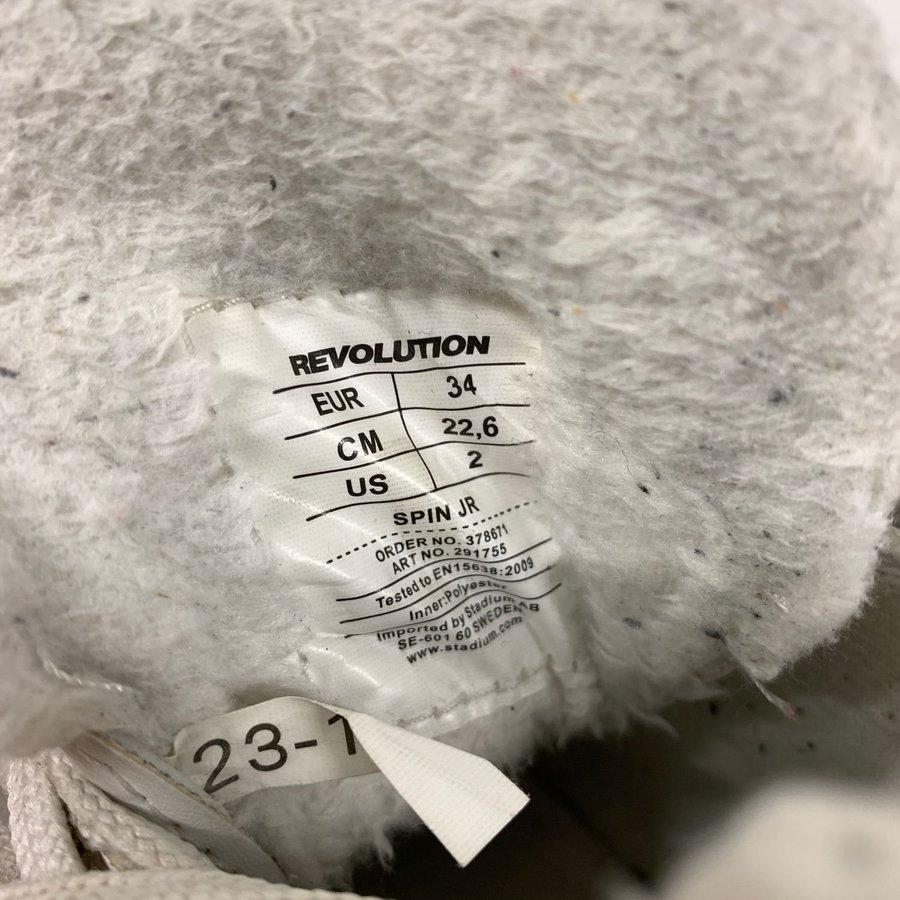 REVOLUTION
EUR 34
CM 22,6
US 2
SPIN JR
ORDER NO. 378671
ART NO. 291755
Tested to EN15638:2009
Inner:Polyester
Imported by Stadium AB
SE-601 60 SWEDEN
www.stadium.com
23-1